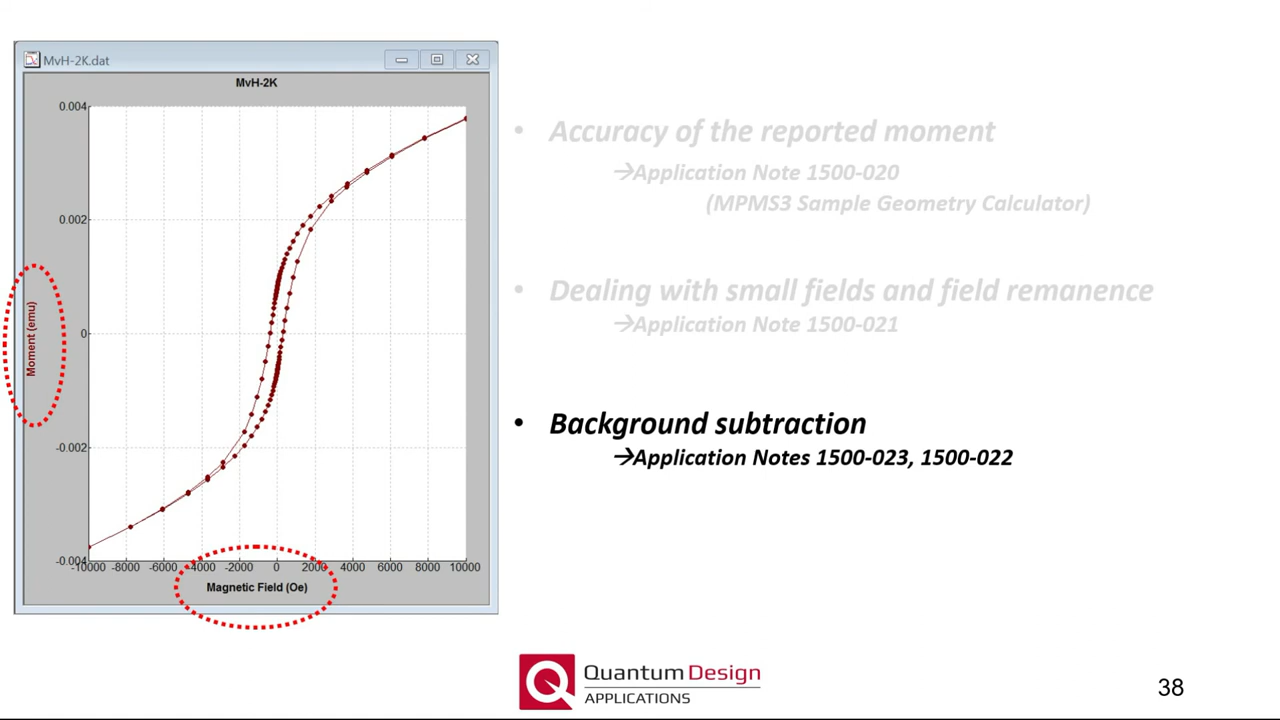 MvH-2K.dat
MvH-2K
0.004
0.002
0
-0.002
-0.004
Moment (emu)
-10000 -8000 -6000 -4000 -2000 0 2000 4000 6000 8000 10000
Magnetic Field (Oe)
• Accuracy of the reported moment
→Application Note 1500-020
(MPMS3 Sample Geometry Calculator)
• Dealing with small fields and field remanence
→Application Note 1500-021
• Background subtraction
→Application Notes 1500-023, 1500-022
Quantum Design
APPLICATIONS
38